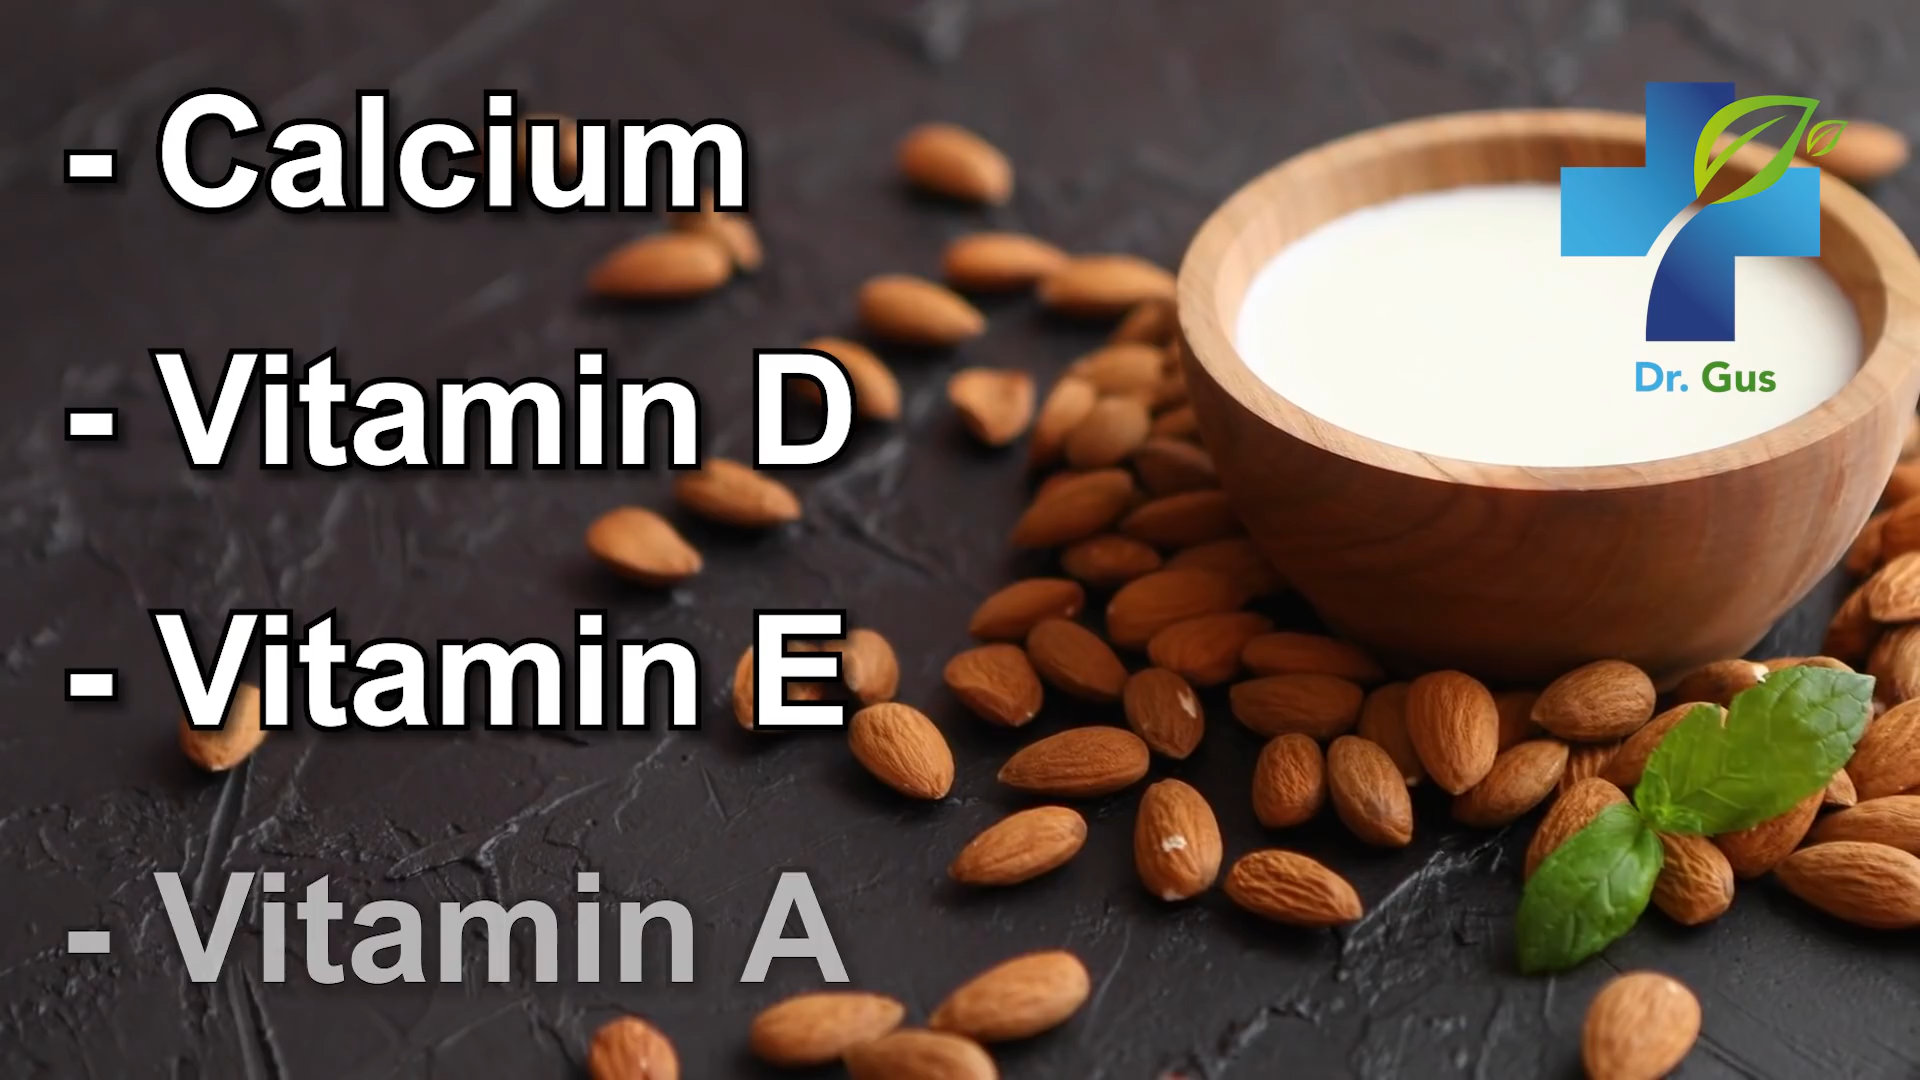 - Calcium
- Vitamin D
- Vitamin E
- Vitamin A
Dr. Gus